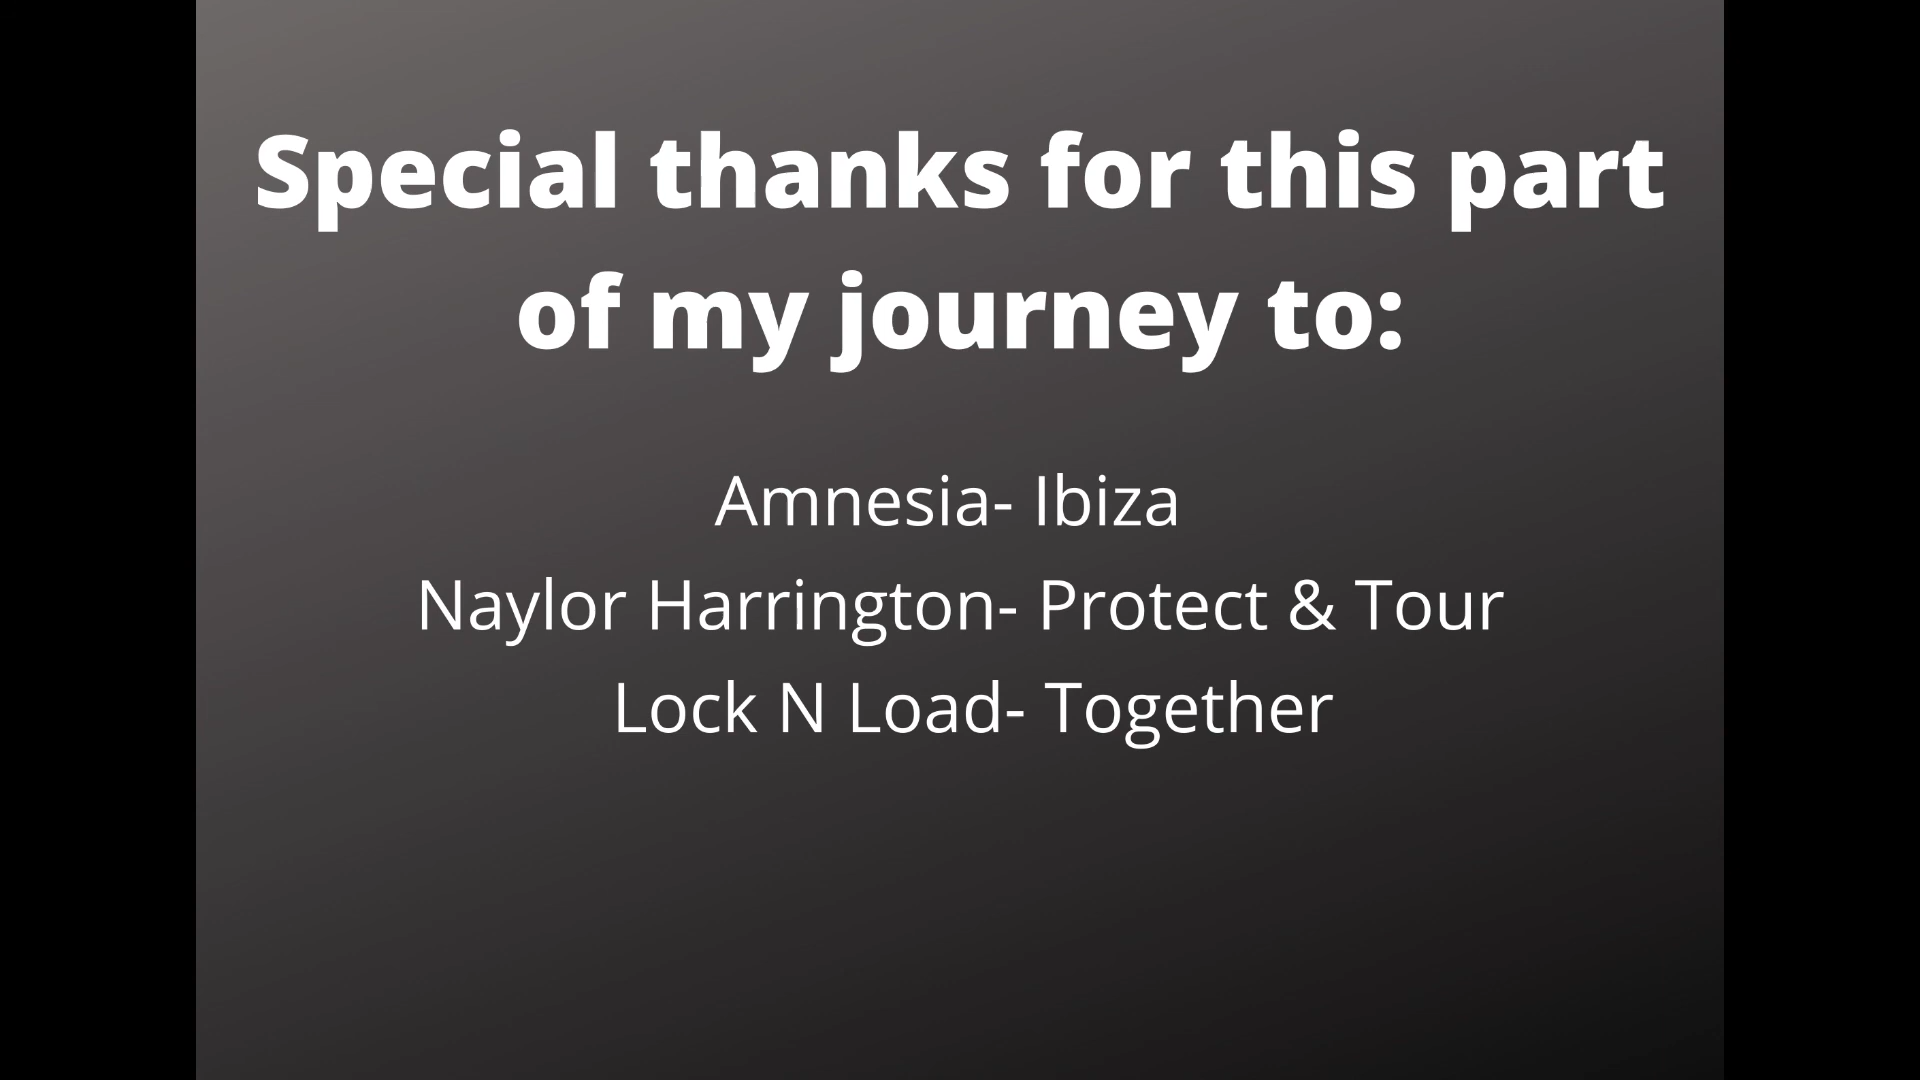 Special thanks for this part
of my journey to:
Amnesia- Ibiza
Naylor Harrington- Protect & Tour
Lock N Load- Together